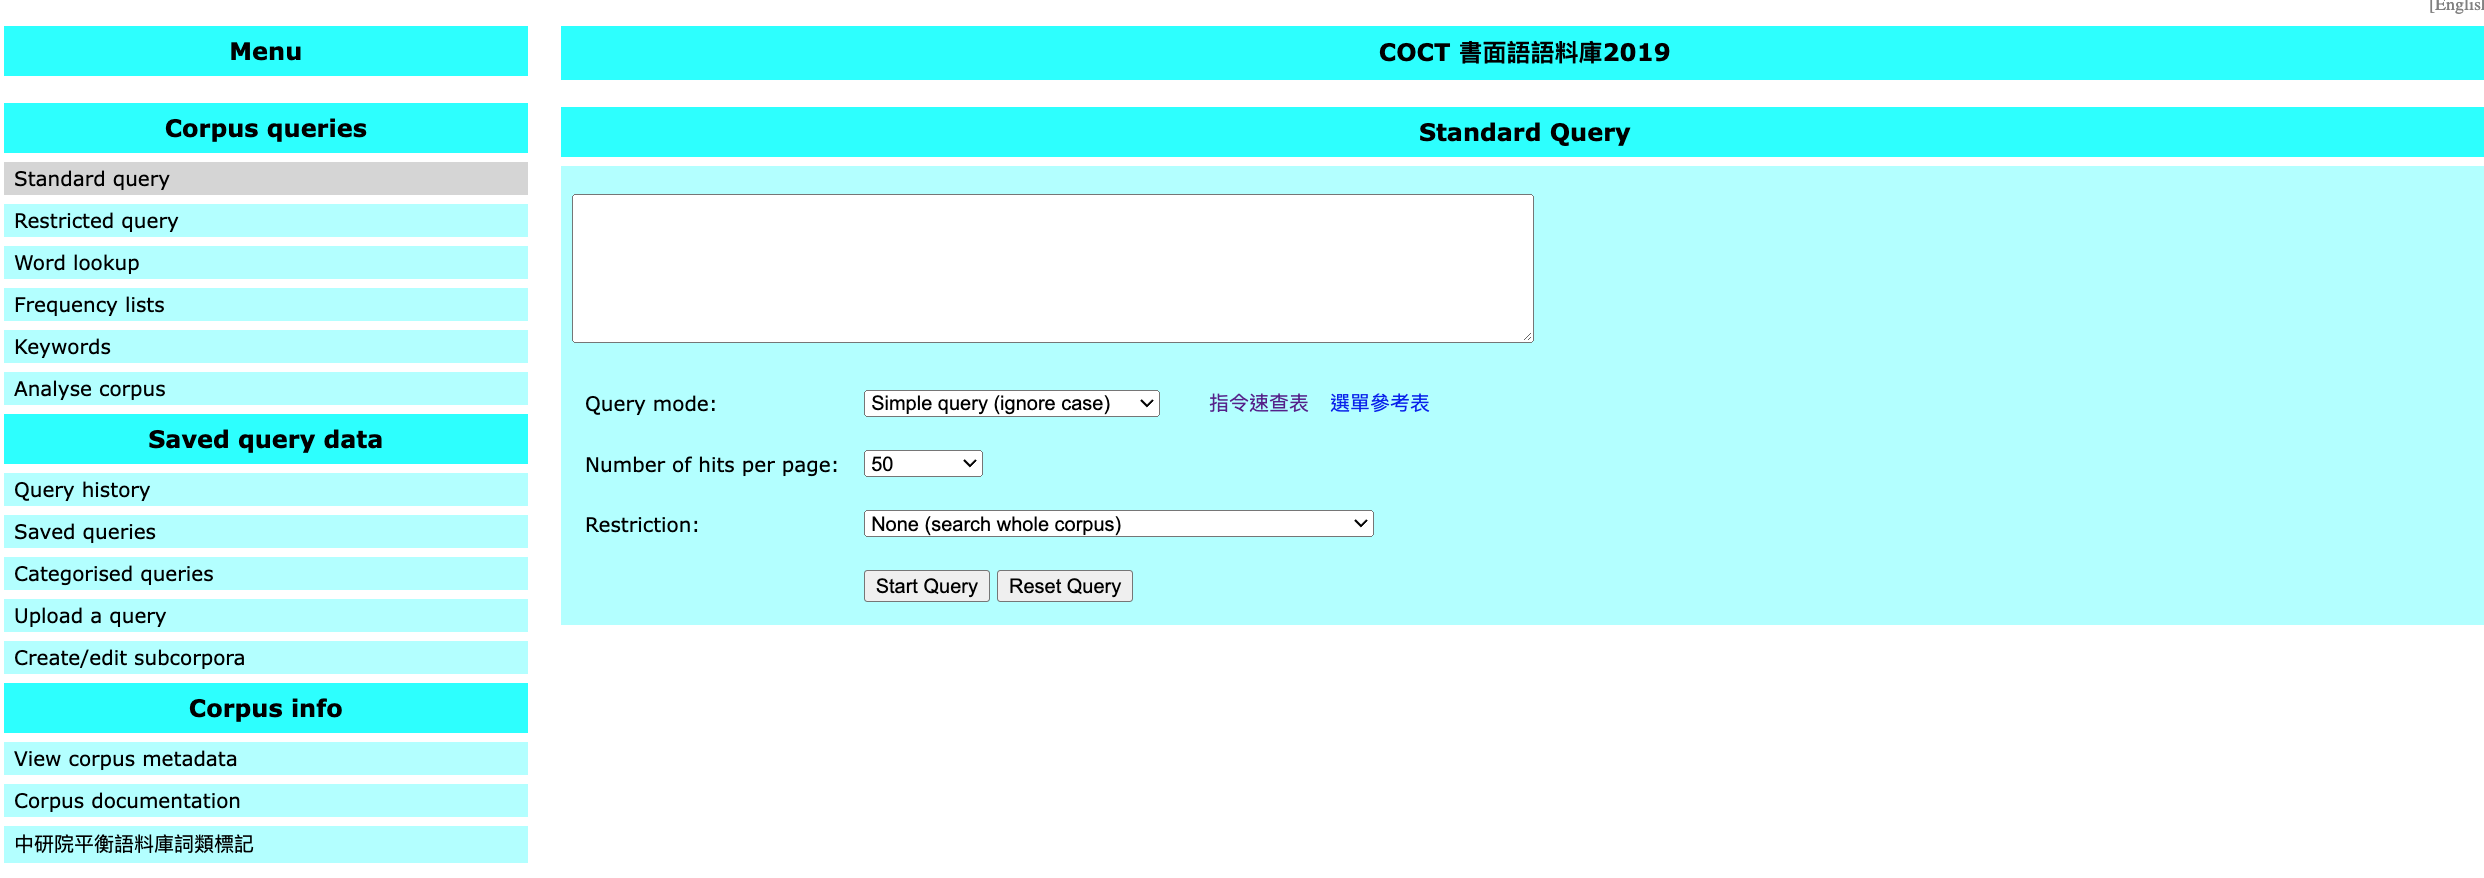 Menu
Corpus queries
Standard query
Restricted query
Word lookup
Frequency lists
Keywords
Analyse corpus
Saved query data
Query history
Saved queries
Categorised queries
Upload a query
Create/edit subcorpora
Corpus info
View corpus metadata
Corpus documentation
中研院平衡語料庫詞類標記
[English
COCT 書面語語料庫2019
Standard Query
Query mode: Simple query (ignore case) 指令速查表 選單參考表
Number of hits per page: 50
Restriction: None (search whole corpus)
Start Query Reset Query